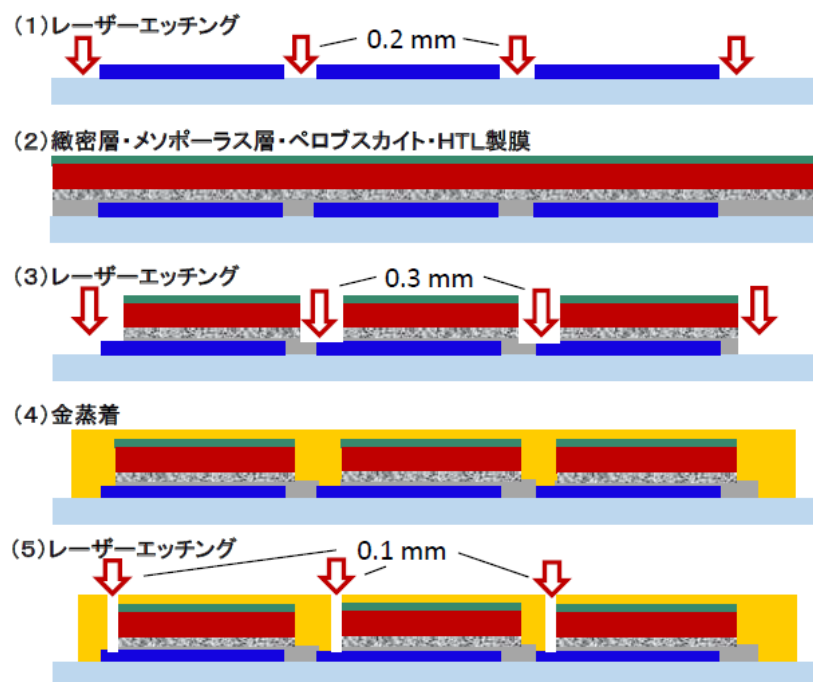 (1)レーザーエッチング
0.2 mm
(2)緻密層・メソポーラス層・ペロブスカイト・HTL製膜
(3)レーザーエッチング
0.3 mm
(4)金蒸着
(5)レーザーエッチング
0.1 mm